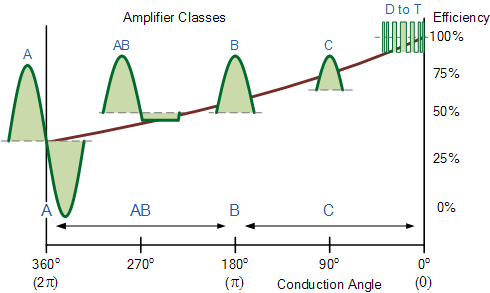 Amplifier Classes
D to T
Efficiency
A
AB
B
C
100%
75%
50%
25%
0%
A
AB
B
C
360° 270° 180° 90° 0°
(2π) (π) (0)
Conduction Angle